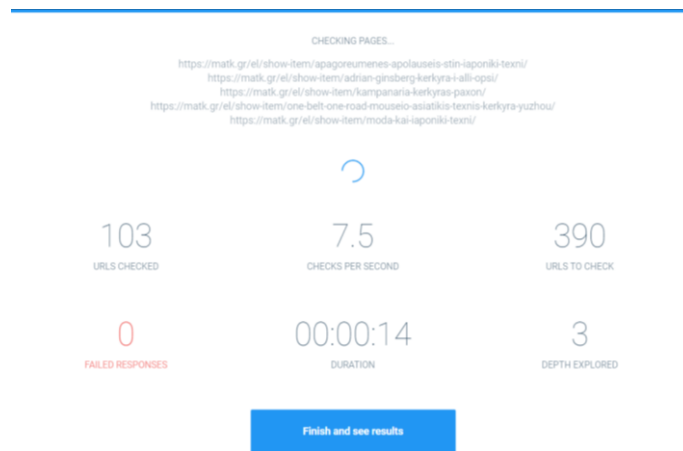 CHECKING PAGES...
https://matk.gr/el/show-item/apagoreumenes-apolauseis-stin-iaponiki-texni/
https://matk.gr/el/show-item/adrian-ginsberg-kerkyra-i-alli-opsi/
https://matk.gr/el/show-item/kampanaria-kerkyras-paxon/
https://matk.gr/el/show-item/one-belt-one-road-mouseio-asiatikis-texnis-kerkyra-yuzhou/
https://matk.gr/el/show-item/moda-kai-iaponiki-texni/
103
URLS CHECKED
7.5
CHECKS PER SECOND
390
URLS TO CHECK
0
FAILED RESPONSES
00:00:14
DURATION
3
DEPTH EXPLORED
Finish and see results